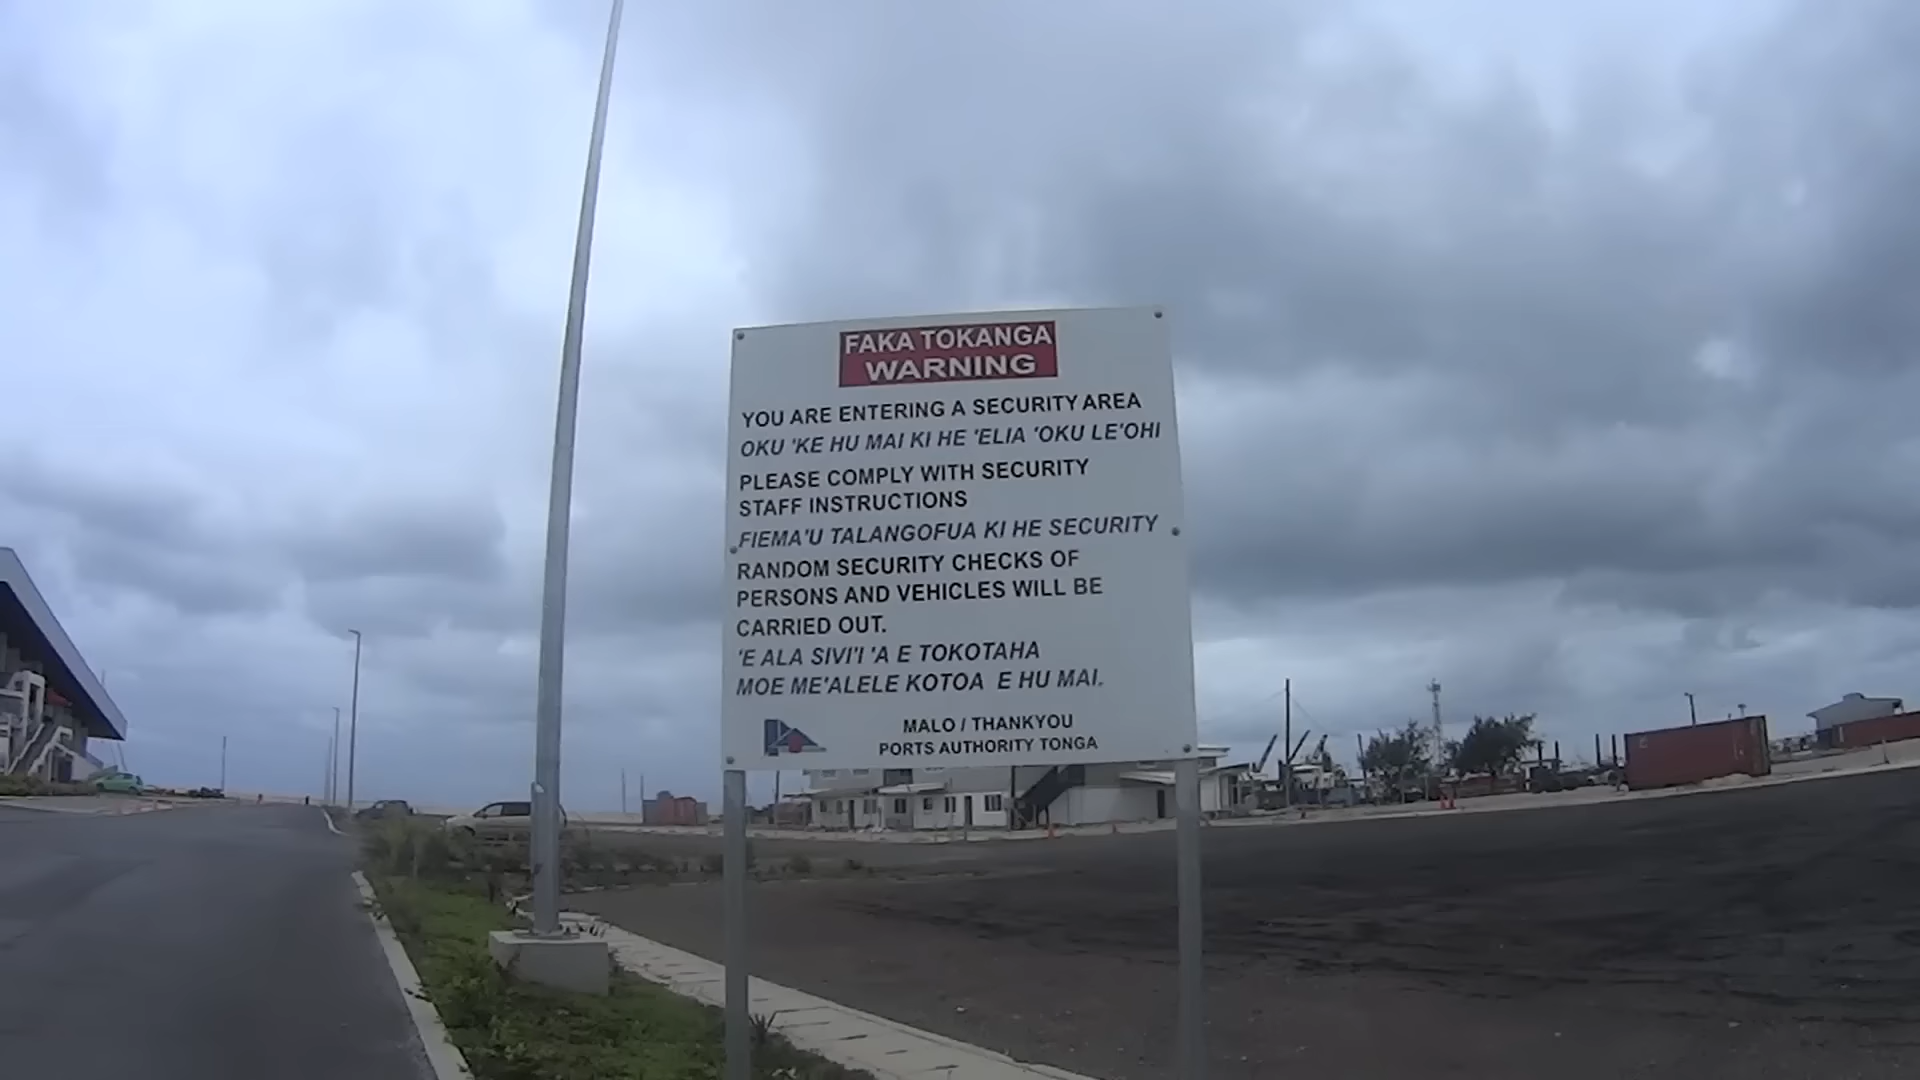 FAKA TOKANGA
WARNING
YOU ARE ENTERING A SECURITY AREA
OKU 'KE HU MAI KI HE 'ELIA 'OKU LE'OHI
PLEASE COMPLY WITH SECURITY
STAFF INSTRUCTIONS
FIEMA'U TALANGOFUA KI HE SECURITY
RANDOM SECURITY CHECKS OF
PERSONS AND VEHICLES WILL BE
CARRIED OUT.
'E ALA SIVI'I 'A E TOKOTAHA
MOE ME'ALELE KOTOA E HU MAI.
MALO / THANKYOU
PORTS AUTHORITY TONGA